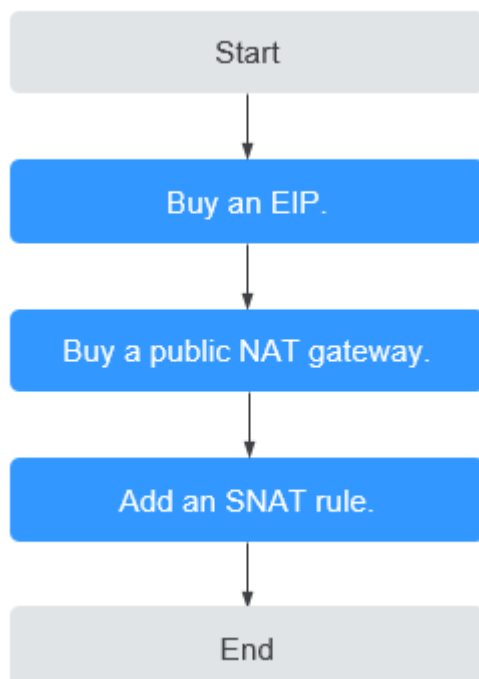 Start
Buy an EIP.
Buy a public NAT gateway.
Add an SNAT rule.
End